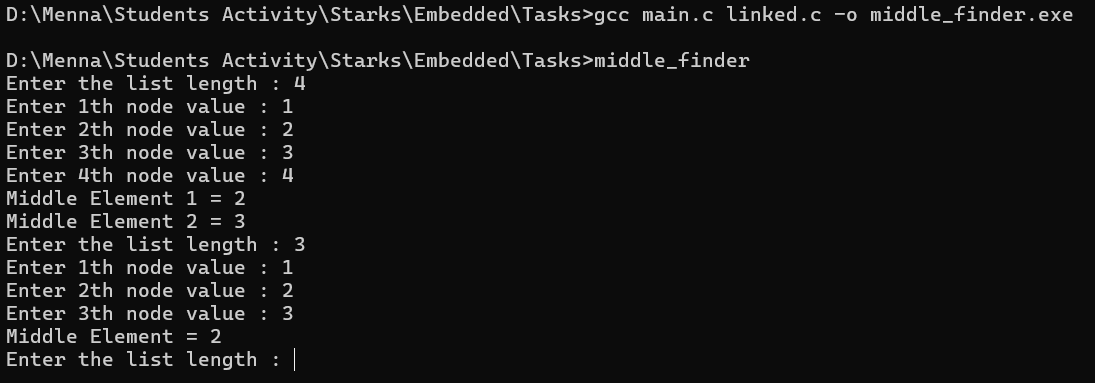 D:\Menna\Students Activity\Starks\Embedded\Tasks>gcc main.c linked.c -o middle_finder.exe
D:\Menna\Students Activity\Starks\Embedded\Tasks>middle_finder
Enter the list length : 4
Enter 1th node value : 1
Enter 2th node value : 2
Enter 3th node value : 3
Enter 4th node value : 4
Middle Element 1 = 2
Middle Element 2 = 3
Enter the list length : 3
Enter 1th node value : 1
Enter 2th node value : 2
Enter 3th node value : 3
Middle Element = 2
Enter the list length :